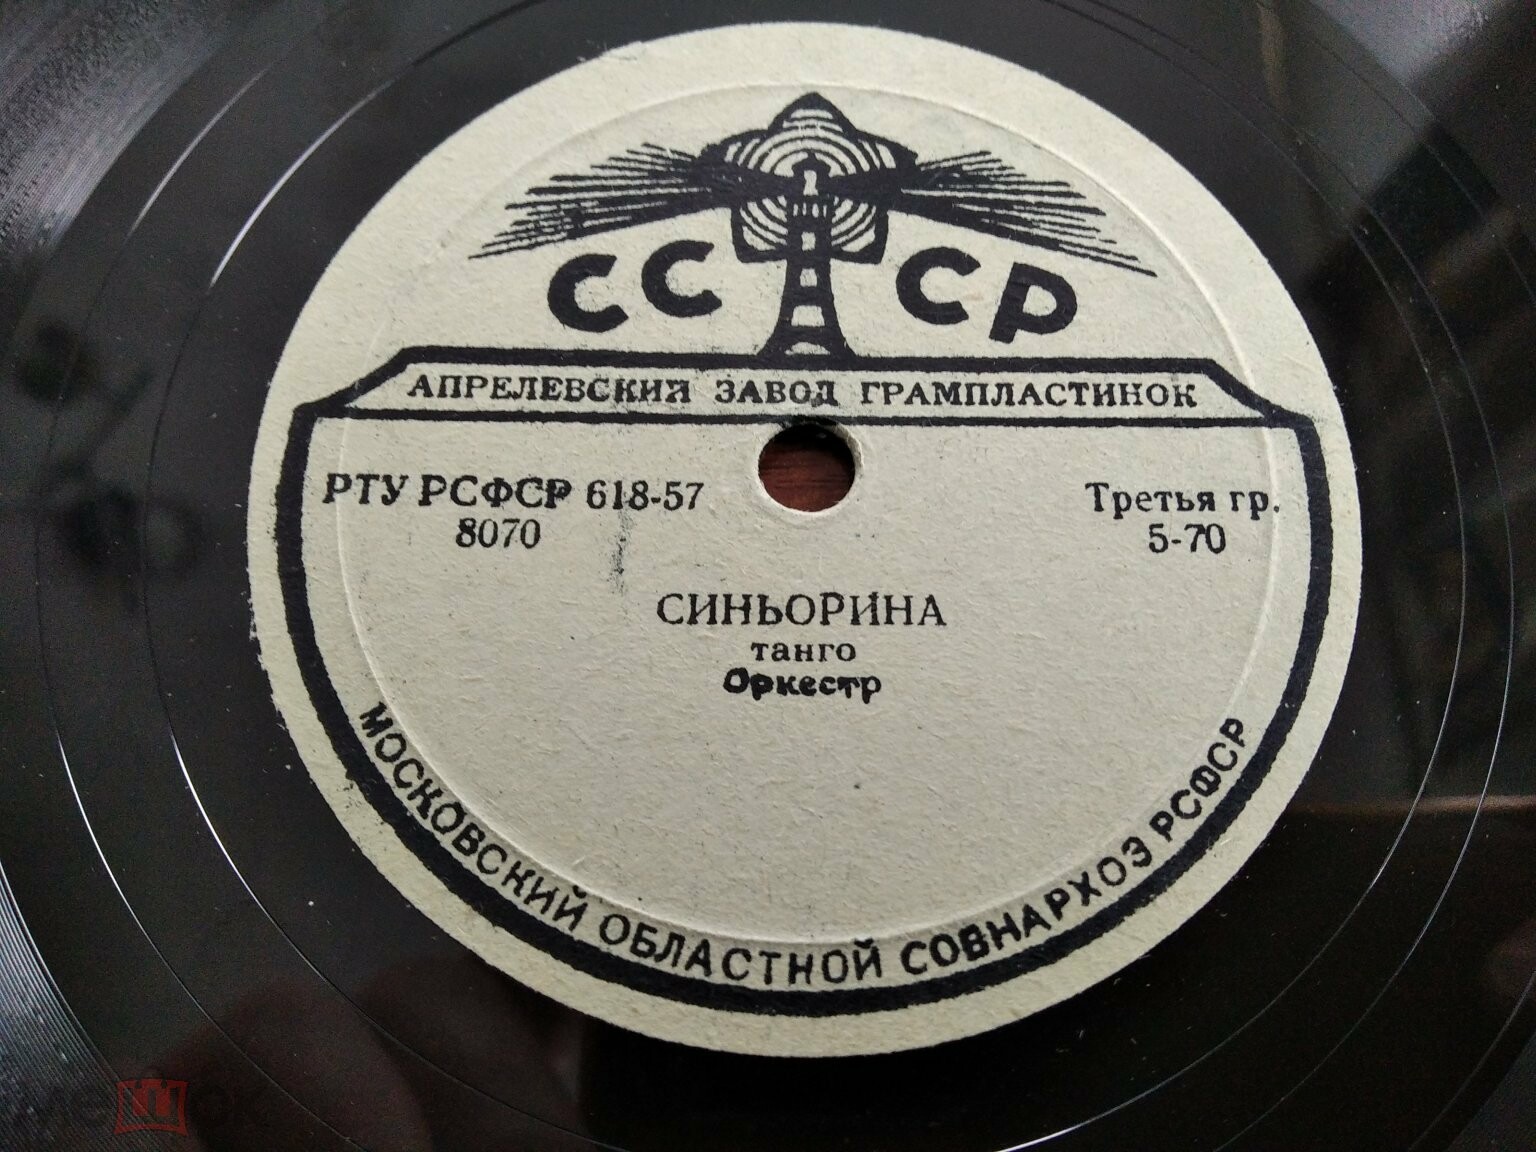 СССР
АПРЕЛЕВСКИЙ ЗАВОД ГРАМПЛАСТИНОК
РТУ РСФСР 618-57
8070
Третья гр.
5-70
СИНЬОРИНА
танго
Оркестр
МОСКОВСКИЙ ОБЛАСТНОЙ СОВНАРХОЗ РСФСР
мешок